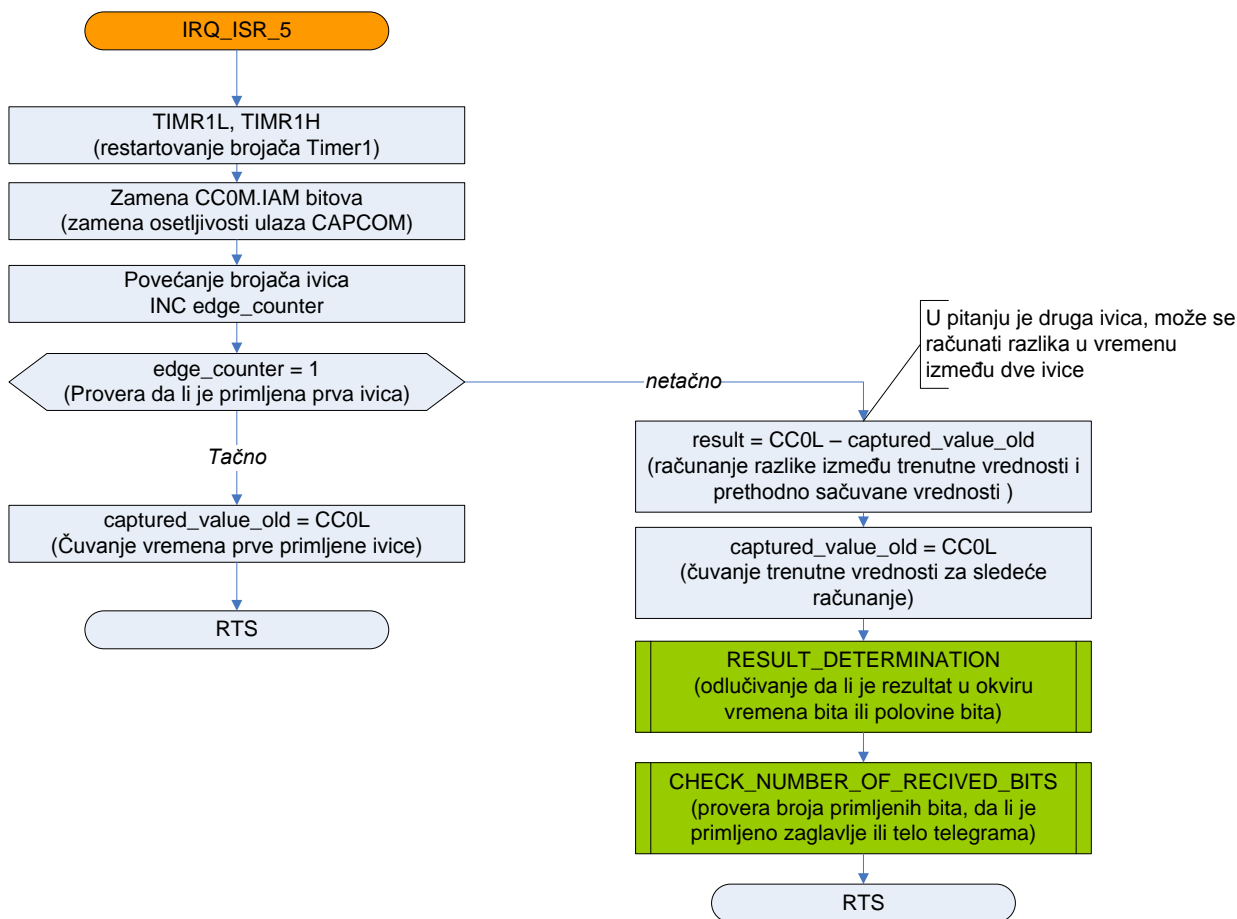 IRQ_ISR_5
TIMR1L, TIMR1H
(restartovanje brojača Timer1)
Zamena CC0M.IAM bitova
(zamena osetljivosti ulaza CAPCOM)
Povećanje brojača ivica
INC edge_counter
edge_counter = 1
(Provera da li je primljena prva ivica)
Tačno
captured_value_old = CC0L
(Čuvanje vremena prve primljene ivice)
RTS
netačno
U pitanju je druga ivica, može se
računati razlika u vremenu
između dve ivice
result = CC0L – captured_value_old
(računanje razlike između trenutne vrednosti i
prethodno sačuvane vrednosti )
captured_value_old = CC0L
(čuvanje trenutne vrednosti za sledeće
računanje)
RESULT_DETERMINATION
(odlučivanje da li je rezultat u okviru
vremena bita ili polovine bita)
CHECK_NUMBER_OF_RECIVED_BITS
(provera broja primljenih bita, da li je
primljeno zaglavlje ili telo telegrama)
RTS